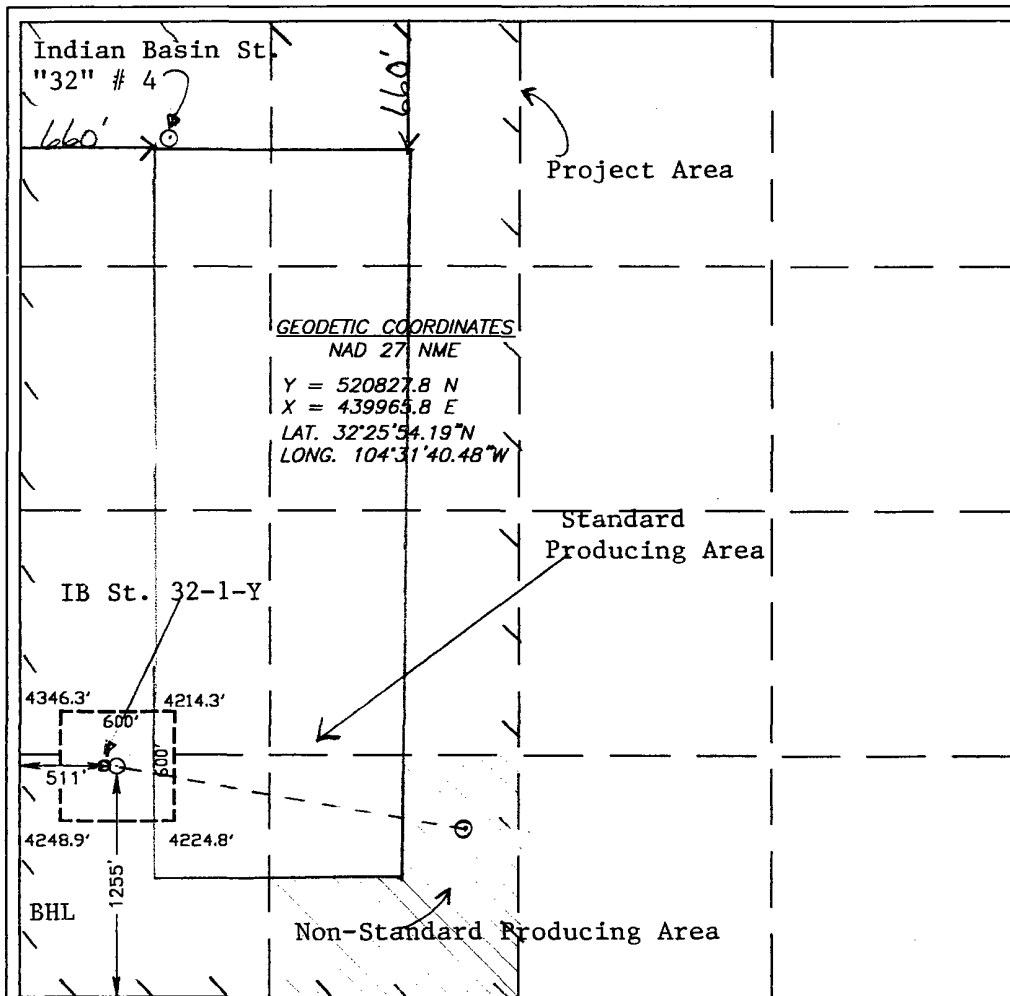 Indian Basin St.
"32" # 4
660'
660'
Project Area
GEODETIC COORDINATES
NAD 27 NME
Y = 520827.8 N
X = 439965.8 E
LAT. 32°25'54.19"N
LONG. 104°31'40.48"W
Standard
Producing Area
IB St. 32-1-Y
4346.3'
4214.3'
600'
600'
511'
4248.9'
4224.8'
1255'
BHL
Non-Standard Producing Area